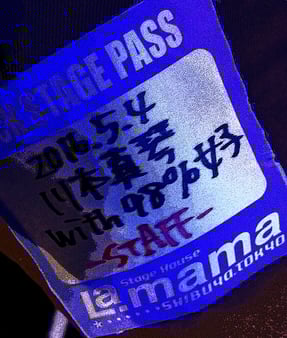 STAGE PASS
2016.5.4
川本真琴
with 98%好
-STAFF-
Stage House
La.mama
SHIBUYA.TOKYO